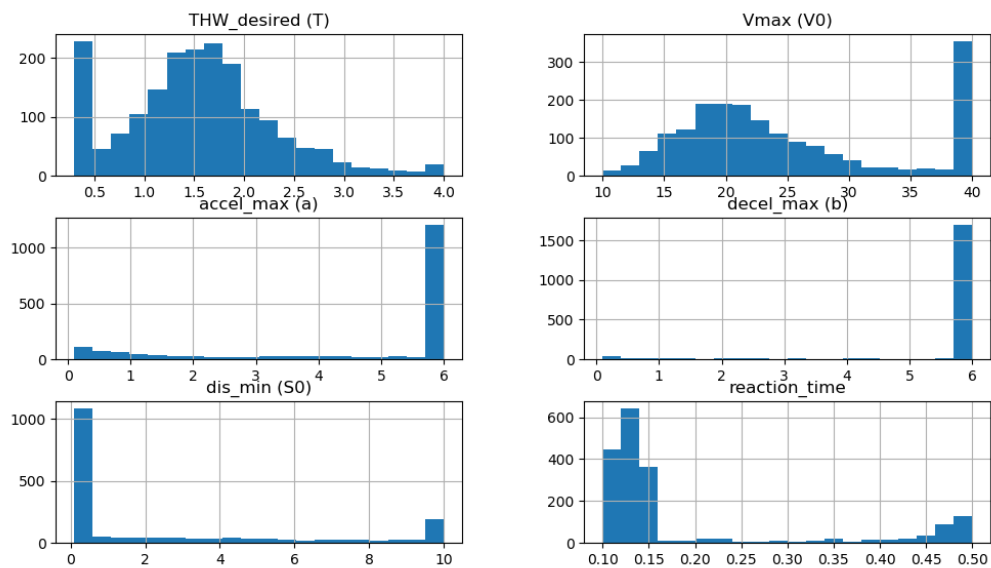 THW_desired (T)
200
100
0
0.5 1.0 1.5 2.0 2.5 3.0 3.5 4.0
Vmax (V0)
300
200
100
0
10 15 20 25 30 35 40
accel_max (a)
1000
500
0
0 1 2 3 4 5 6
decel_max (b)
1500
1000
500
0
0 1 2 3 4 5 6
dis_min (S0)
1000
500
0
0 2 4 6 8 10
reaction_time
600
400
200
0
0.10 0.15 0.20 0.25 0.30 0.35 0.40 0.45 0.50